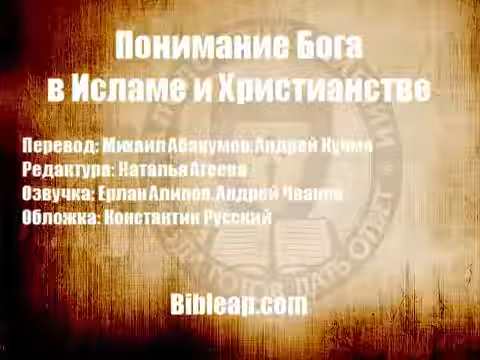 Понимание Бога
в Исламе и Христианстве
Перевод: Михаил Абакумов, Андрей Кучма
Редактура: Наталья Агеева
Озвучка: Ерлан Алипов, Андрей Чванов
Обложка: Константин Русский
Bibleap.com